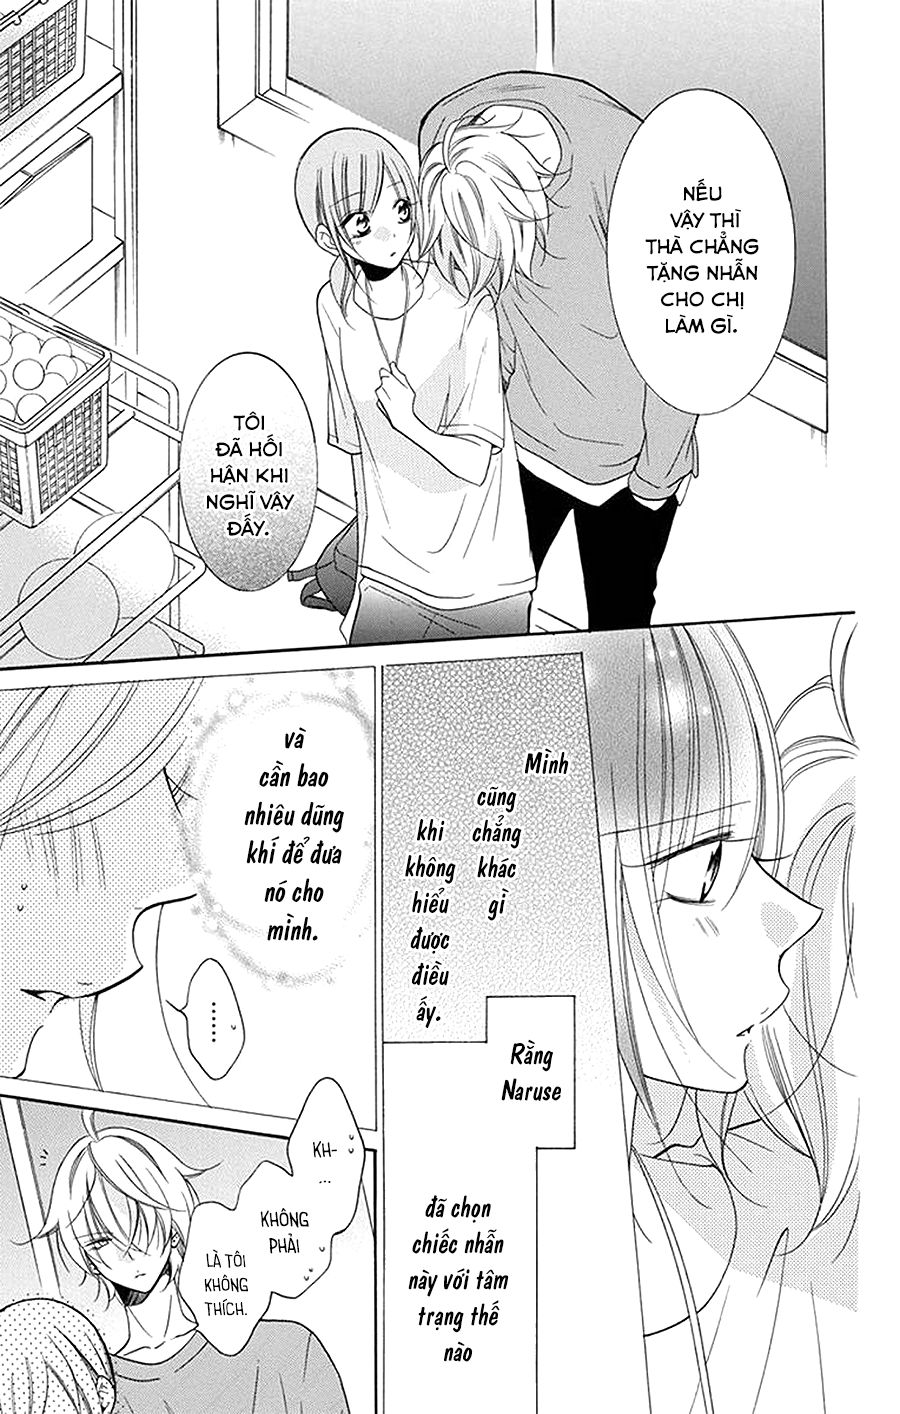 NẾU
VẬY THÌ
THÀ CHẲNG
TẶNG NHẪN
CHO CHỊ
LÀM GÌ.
TÔI
ĐÃ HỐI
HẬN KHI
NGHĨ VẬY
ĐẤY.
Mình
cũng
chẳng
khác
gì
khi
không
hiểu
được
điều
ấy.
Rằng
Naruse
đã chọn
chiếc nhẫn
này với tâm
trạng thế
nào
và
cần bao
nhiêu dũng
khí để đưa
nó cho
mình.
......
KH-
...
KHÔNG
PHẢI
LÀ TÔI
KHÔNG
THÍCH.